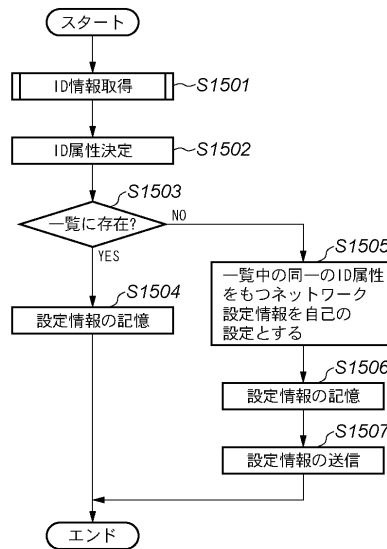 スタート
ID情報取得
S1501
ID属性決定
S1502
S1503
一覧に存在?
NO
YES
S1504
設定情報の記憶
S1505
一覧中の同一のID属性
をもつネットワーク
設定情報を自己の
設定とする
S1506
設定情報の記憶
S1507
設定情報の送信
エンド